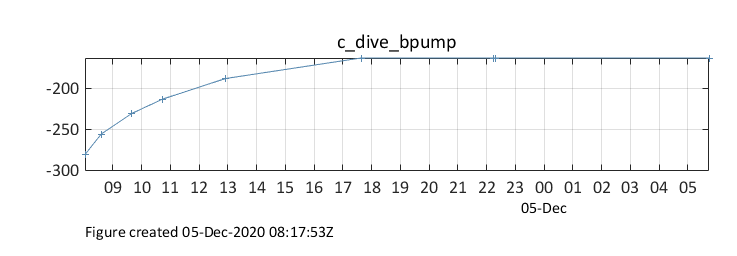 c_dive_bpump
-200
-250
-300
09 10 11 12 13 14 15 16 17 18 19 20 21 22 23 00 01 02 03 04 05
05-Dec
Figure created 05-Dec-2020 08:17:53Z